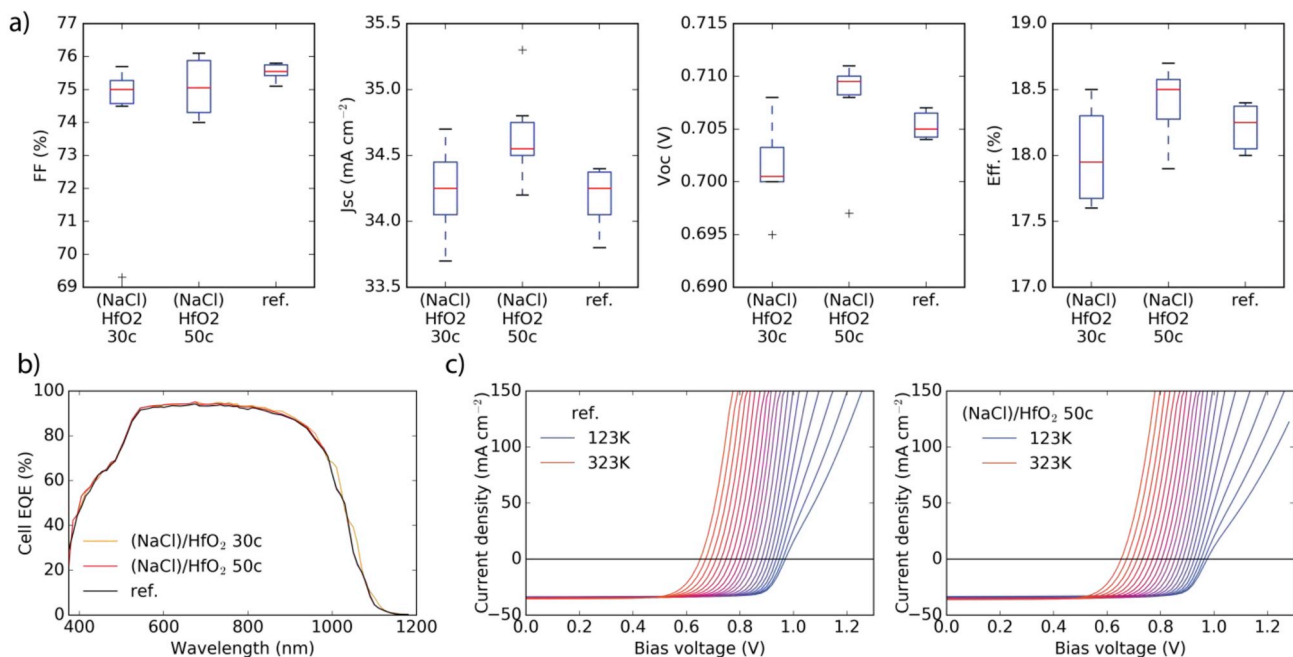 a)
FF (%)
77
76
75
74
73
72
71
70
69
(NaCl) HfO2 30c
(NaCl) HfO2 50c
ref.
Jsc (mA cm⁻²)
35.5
35.0
34.5
34.0
33.5
(NaCl) HfO2 30c
(NaCl) HfO2 50c
ref.
Voc (V)
0.715
0.710
0.705
0.700
0.695
0.690
(NaCl) HfO2 30c
(NaCl) HfO2 50c
ref.
Eff. (%)
19.0
18.5
18.0
17.5
17.0
(NaCl) HfO2 30c
(NaCl) HfO2 50c
ref.
b)
Cell EQE (%)
100
80
60
40
20
0
(NaCl)/HfO₂ 30c
(NaCl)/HfO₂ 50c
ref.
400 600 800 1000 1200
Wavelength (nm)
c)
Current density (mA cm⁻²)
150
100
50
0
−50
ref.
123K
323K
0.0 0.2 0.4 0.6 0.8 1.0 1.2
Bias voltage (V)
Current density (mA cm⁻²)
150
100
50
0
−50
(NaCl)/HfO₂ 50c
123K
323K
0.0 0.2 0.4 0.6 0.8 1.0 1.2
Bias voltage (V)